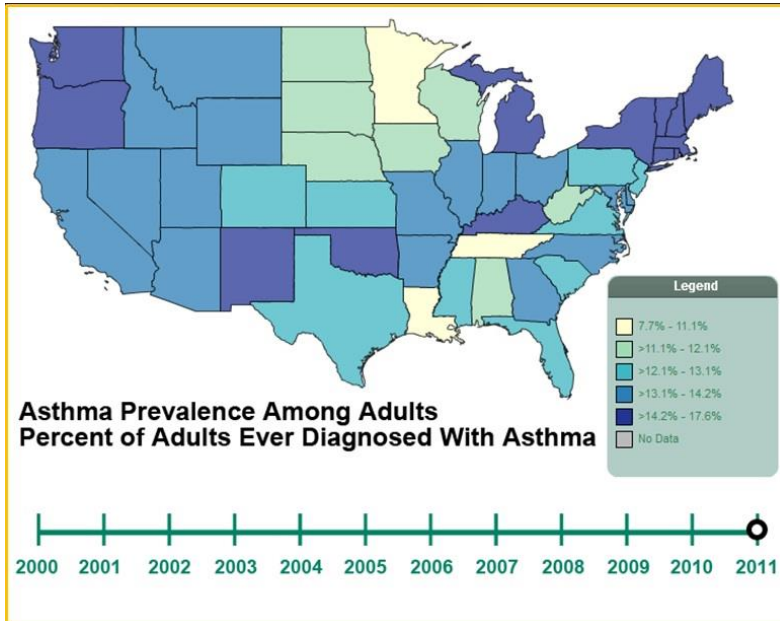 Legend
7.7% - 11.1%
>11.1% - 12.1%
>12.1% - 13.1%
>13.1% - 14.2%
>14.2% - 17.6%
No Data
Asthma Prevalence Among Adults
Percent of Adults Ever Diagnosed With Asthma
2000 2001 2002 2003 2004 2005 2006 2007 2008 2009 2010 2011